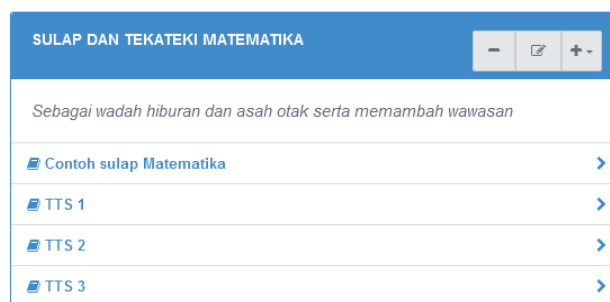 SULAP DAN TEKATEKI MATEMATIKA
Sebagai wadah hiburan dan asah otak serta memambah wawasan
Contoh sulap Matematika
TTS 1
TTS 2
TTS 3